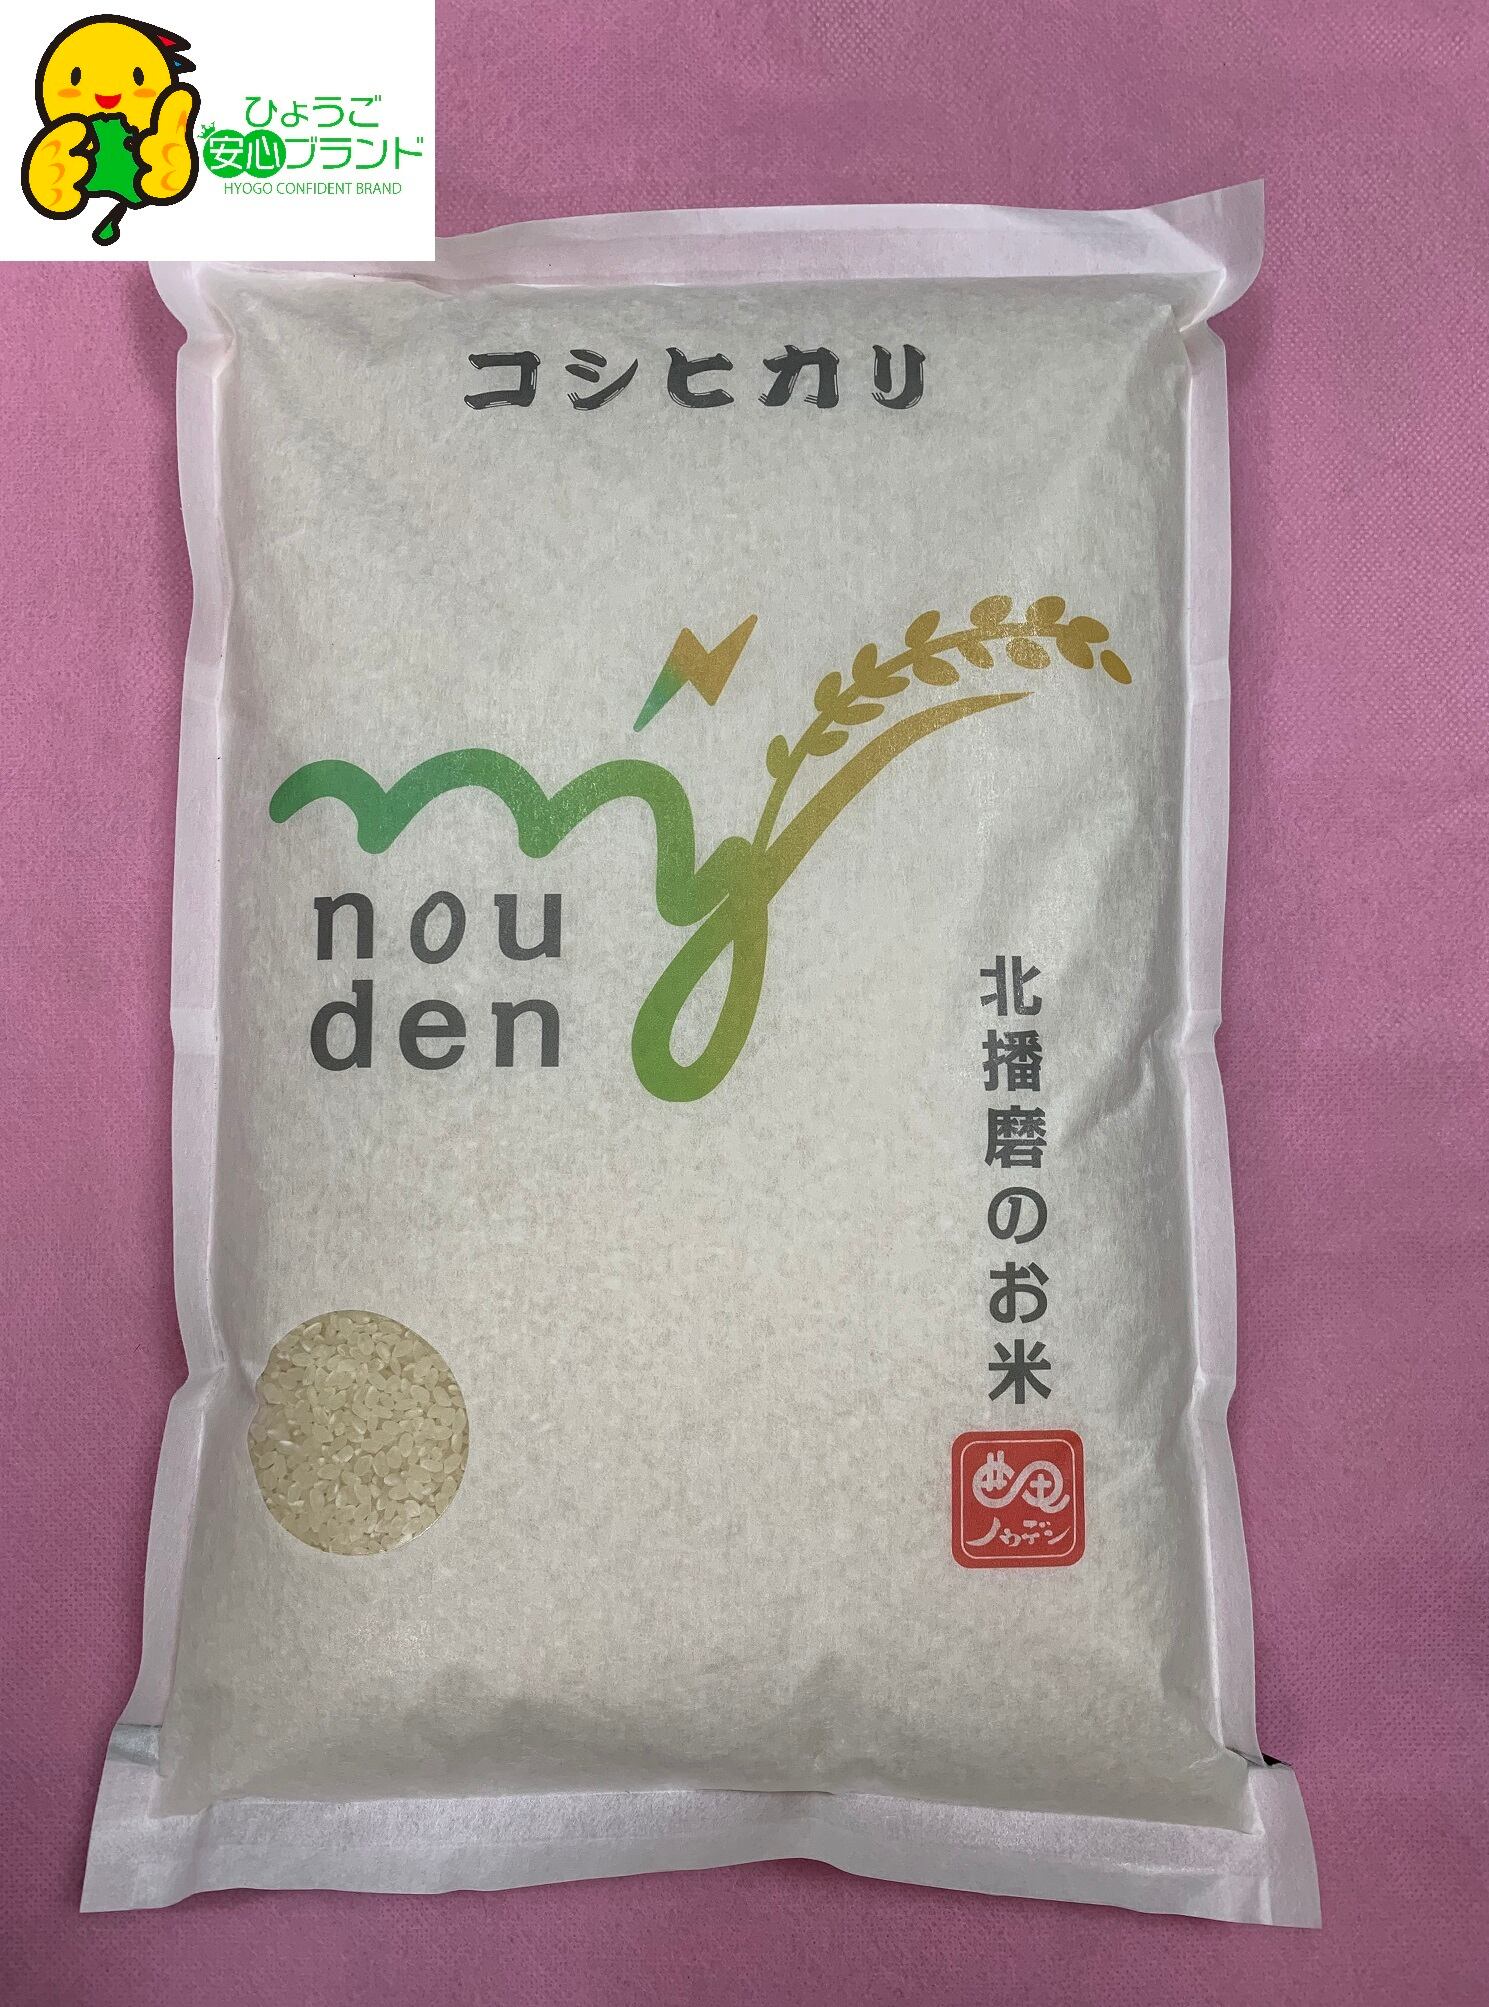 ひょうご
安心ブランド
HYOGO CONFIDENT BRAND
コシヒカリ
nou
den
北播磨のお米
ノウデン